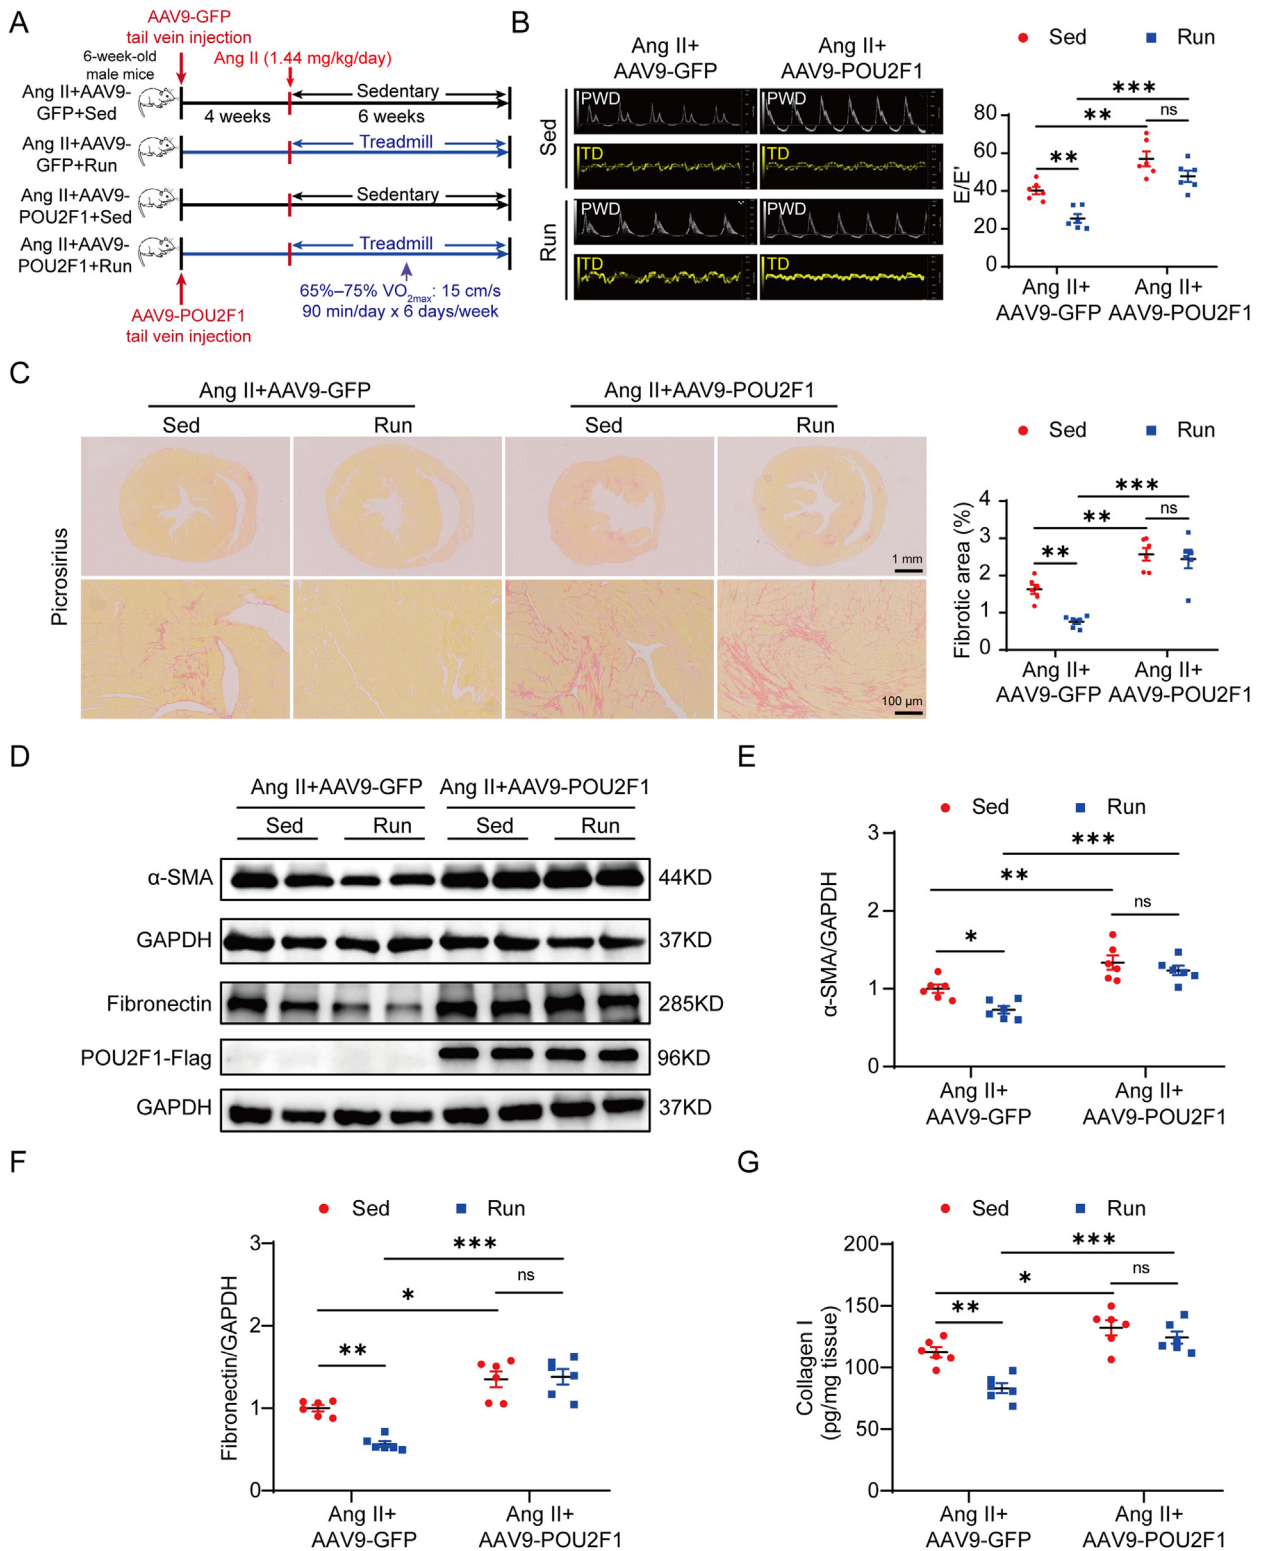 A
AAV9-GFP
tail vein injection
6-week-old
male mice
Ang II (1.44 mg/kg/day)
Ang II+AAV9-
GFP+Sed
Sedentary
4 weeks
6 weeks
Ang II+AAV9-
GFP+Run
Treadmill
Ang II+AAV9-
POU2F1+Sed
Sedentary
Ang II+AAV9-
POU2F1+Run
Treadmill
65%–75% VO2max: 15 cm/s
90 min/day x 6 days/week
AAV9-POU2F1
tail vein injection
B
Ang II+
AAV9-GFP
Ang II+
AAV9-POU2F1
Sed
PWD
PWD
TD
TD
Run
PWD
PWD
TD
TD
Sed
Run
***
**
ns
**
E/E'
80
60
40
20
0
Ang II+
AAV9-GFP
Ang II+
AAV9-POU2F1
C
Ang II+AAV9-GFP
Ang II+AAV9-POU2F1
Sed
Run
Sed
Run
Picrosirius
1 mm
100 µm
Sed
Run
***
**
ns
**
Fibrotic area (%)
4
3
2
1
0
Ang II+
AAV9-GFP
Ang II+
AAV9-POU2F1
D
Ang II+AAV9-GFP
Ang II+AAV9-POU2F1
Sed
Run
Sed
Run
α-SMA
44KD
GAPDH
37KD
Fibronectin
285KD
POU2F1-Flag
96KD
GAPDH
37KD
E
Sed
Run
***
**
ns
*
α-SMA/GAPDH
3
2
1
0
Ang II+
AAV9-GFP
Ang II+
AAV9-POU2F1
F
Sed
Run
***
ns
*
**
Fibronectin/GAPDH
3
2
1
0
Ang II+
AAV9-GFP
Ang II+
AAV9-POU2F1
G
Sed
Run
***
*
ns
**
Collagen I
(pg/mg tissue)
200
150
100
50
0
Ang II+
AAV9-GFP
Ang II+
AAV9-POU2F1